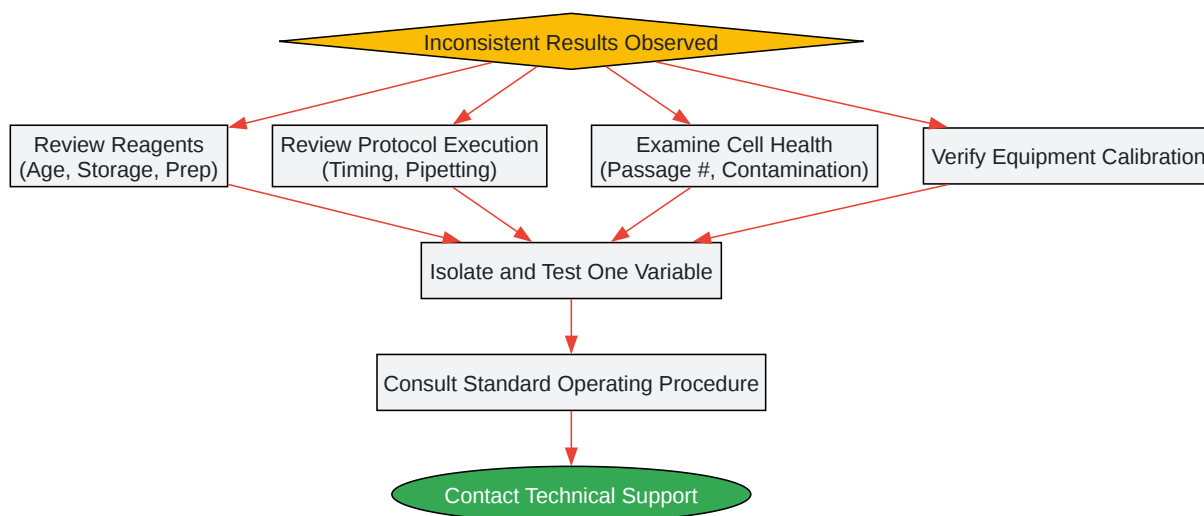 Inconsistent Results Observed
Review Reagents
(Age, Storage, Prep)
Review Protocol Execution
(Timing, Pipetting)
Examine Cell Health
(Passage #, Contamination)
Verify Equipment Calibration
Isolate and Test One Variable
Consult Standard Operating Procedure
Contact Technical Support